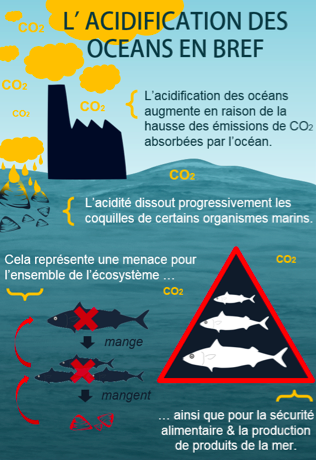 L' ACIDIFICATION DES
OCEANS EN BREF
CO₂
CO₂
CO₂
CO₂
CO₂
L'acidification des océans
augmente en raison de la
hausse des émissions de CO₂
absorbées par l'océan.
CO₂
L'acidité dissout progressivement les
coquilles de certains organismes marins.
Cela représente une menace pour
l'ensemble de l'écosystème ...
CO₂
CO₂
mange
mangent
... ainsi que pour la sécurité
alimentaire & la production
de produits de la mer.